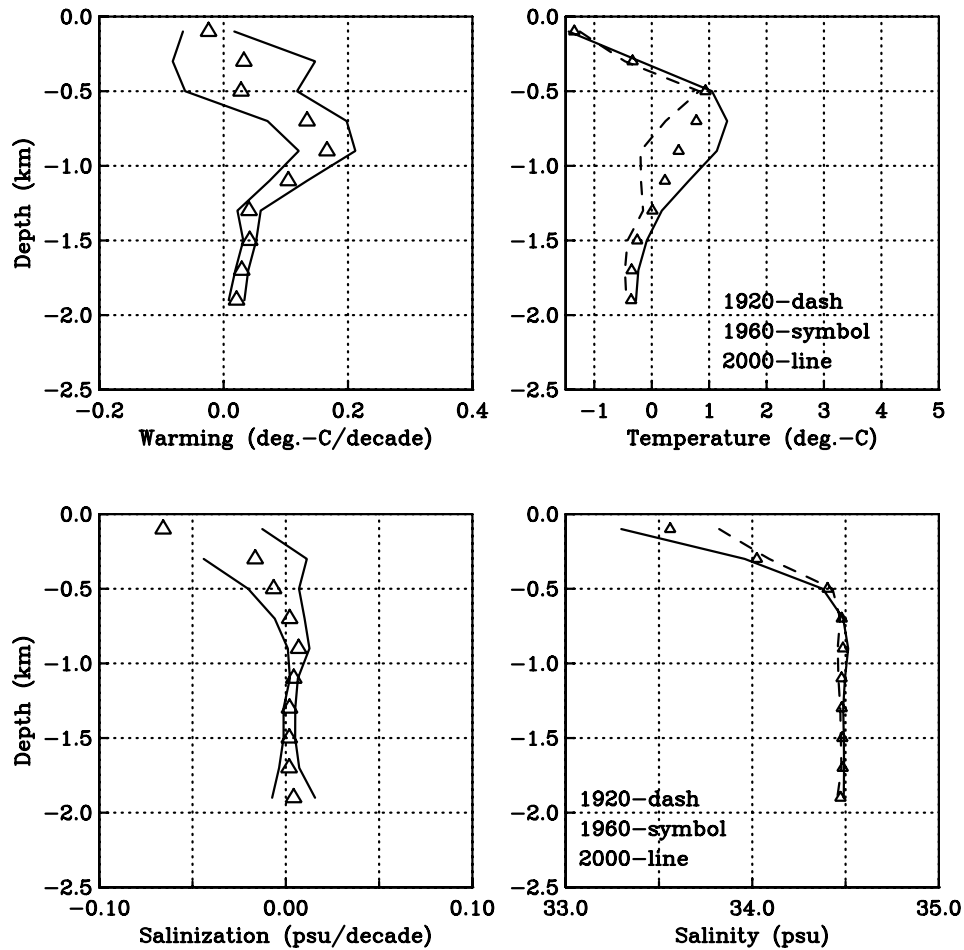 0.0
−0.5
−1.0
−1.5
−2.0
−2.5
Depth (km)
−0.2 0.0 0.2 0.4
Warming (deg.−C/decade)
0.0
−0.5
−1.0
−1.5
−2.0
−2.5
1920−dash
1960−symbol
2000−line
−1 0 1 2 3 4 5
Temperature (deg.−C)
0.0
−0.5
−1.0
−1.5
−2.0
−2.5
Depth (km)
−0.10 0.00 0.10
Salinization (psu/decade)
0.0
−0.5
−1.0
−1.5
−2.0
−2.5
1920−dash
1960−symbol
2000−line
33.0 34.0 35.0
Salinity (psu)